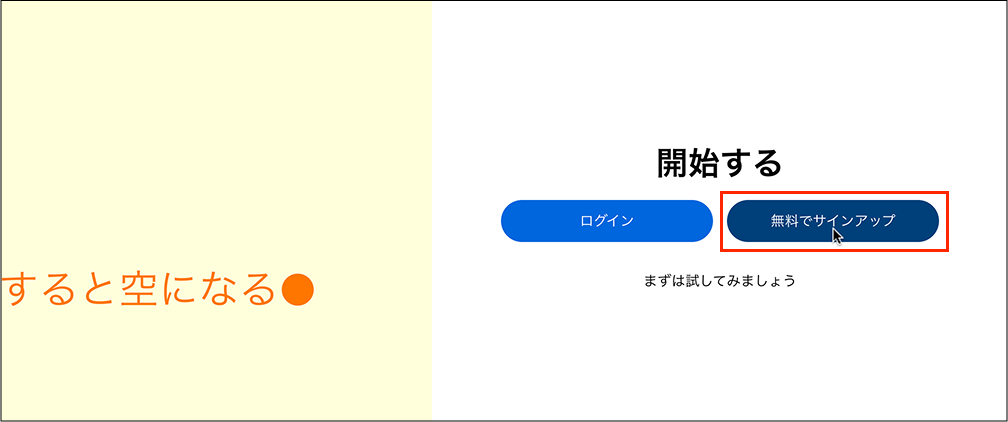 すると空になる●
開始する
ログイン
無料でサインアップ
まずは試してみましょう